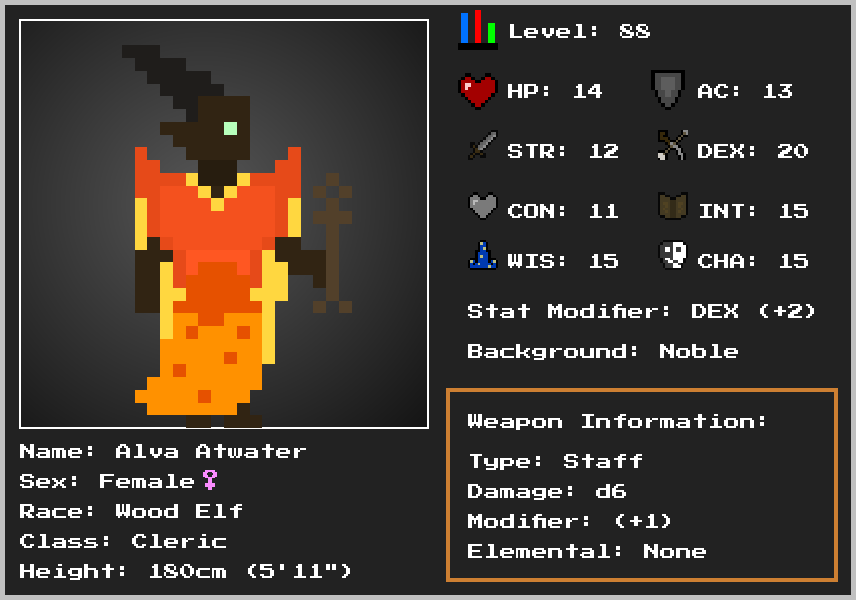 Level: 88
HP: 14 AC: 13
STR: 12 DEX: 20
CON: 11 INT: 15
WIS: 15 CHA: 15
Stat Modifier: DEX (+2)
Background: Noble
Weapon Information:
Type: Staff
Damage: d6
Modifier: (+1)
Elemental: None
Name: Alva Atwater
Sex: Female♀
Race: Wood Elf
Class: Cleric
Height: 180cm (5'11")